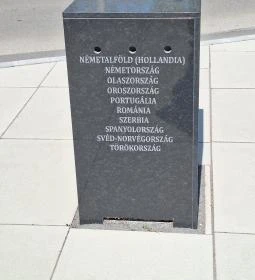 NÉMETALFÖLD (HOLLANDIA)
NÉMETORSZÁG
OLASZORSZÁG
OROSZORSZÁG
PORTUGÁLIA
ROMÁNIA
SZERBIA
SPANYOLORSZÁG
SVÉD-NORVÉGORSZÁG
TÖRÖKORSZÁG